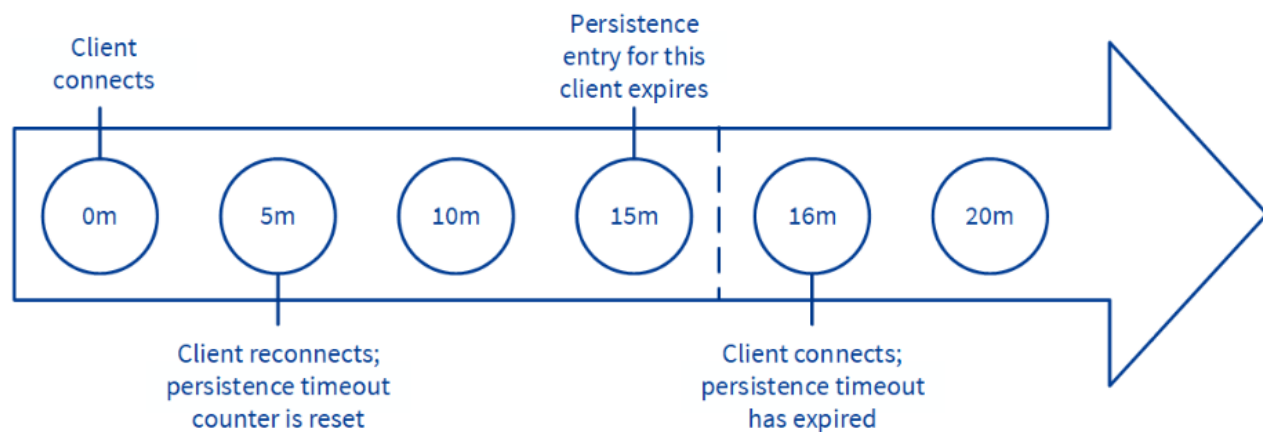 Client
connects
Persistence
entry for this
client expires
0m
5m
10m
15m
16m
20m
Client reconnects;
persistence timeout
counter is reset
Client connects;
persistence timeout
has expired